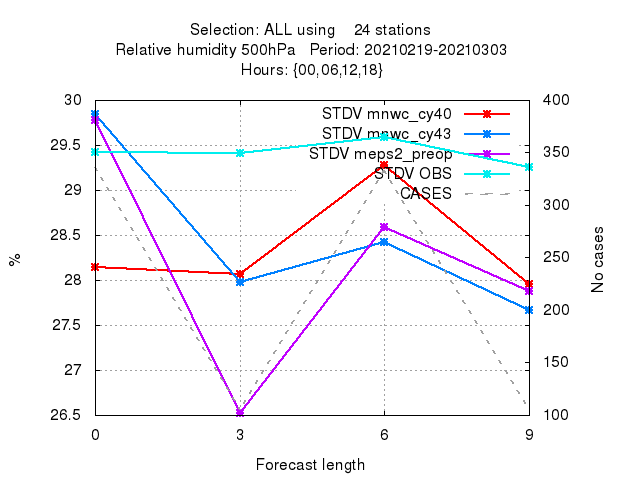 Selection: ALL using    24 stations
Relative humidity 500hPa   Period: 20210219-20210303
Hours: {00,06,12,18}
STDV mnwc_cy40
STDV mnwc_cy43
STDV meps2_preop
STDV OBS
CASES
30
29.5
29
28.5
28
27.5
27
26.5
%
400
350
300
250
200
150
100
No cases
0 3 6 9
Forecast length